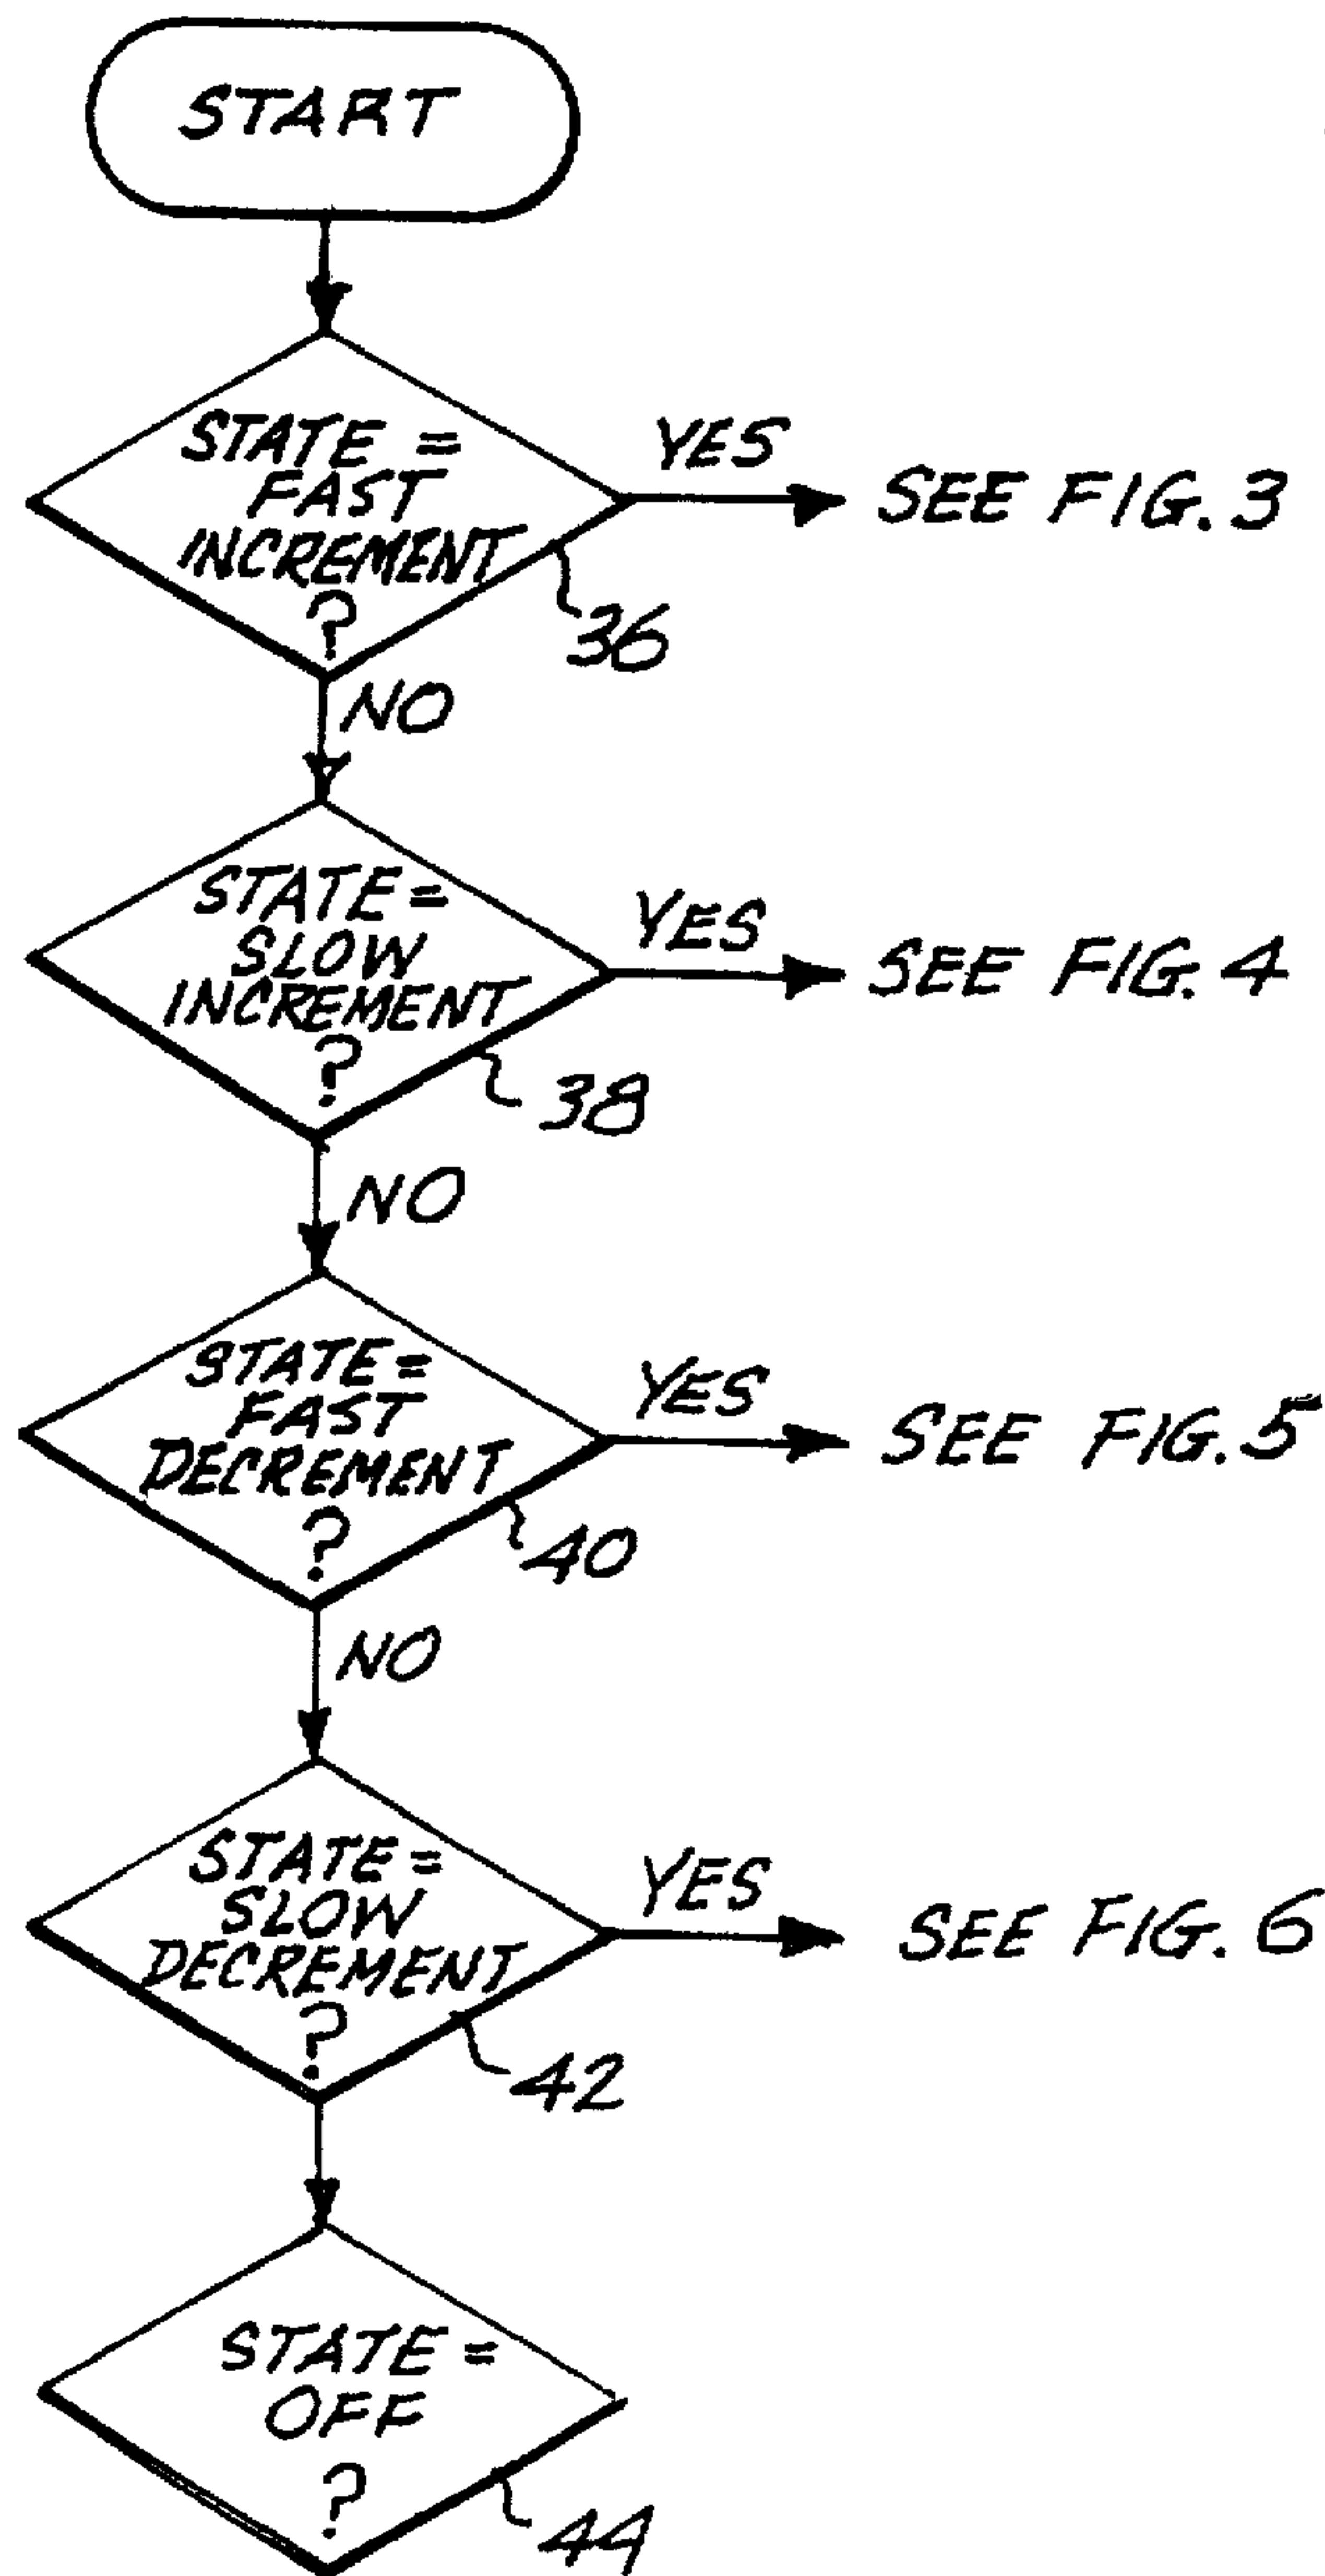 START
STATE =
FAST
INCREMENT
?
YES
SEE FIG. 3
36
NO
STATE =
SLOW
INCREMENT
?
YES
SEE FIG. 4
38
NO
STATE =
FAST
DECREMENT
?
YES
SEE FIG. 5
40
NO
STATE =
SLOW
DECREMENT
?
YES
SEE FIG. 6
42
STATE =
OFF
?
44